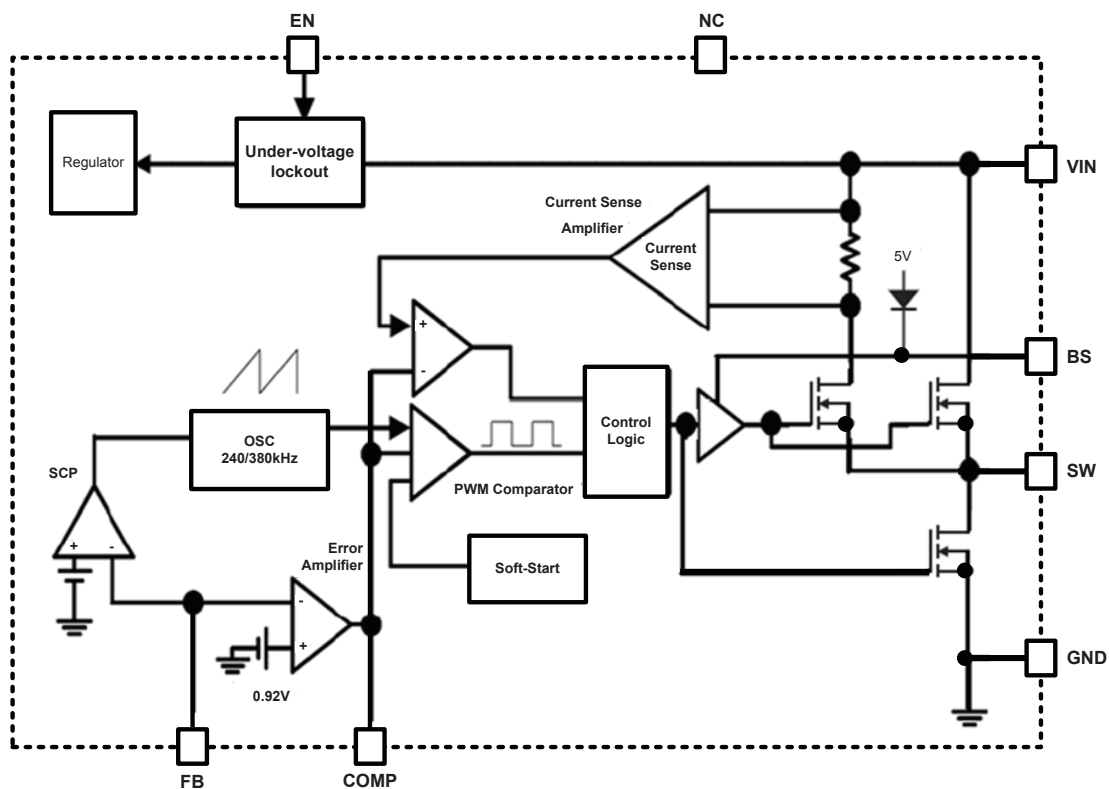 EN
NC
Regulator
Under-voltage
lockout
VIN
Current Sense
Amplifier
Current
Sense
5V
+
-
BS
OSC
240/380kHz
Control
Logic
SCP
PWM Comparator
SW
+ -
Error
Amplifier
Soft-Start
-
+
0.92V
GND
FB
COMP